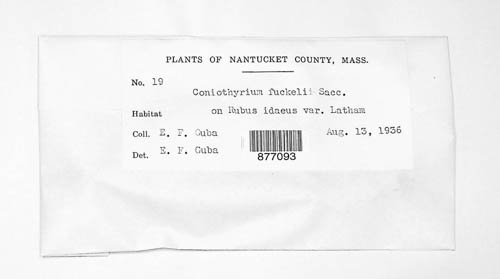 PLANTS OF NANTUCKET COUNTY, MASS.
No. 19
Coniothyrium fuckelii Sacc.
on Rubus idaeus var. Latham
Habitat
Coll. E. F. Guba Aug. 13, 1936
Det. E. F. Guba
877093